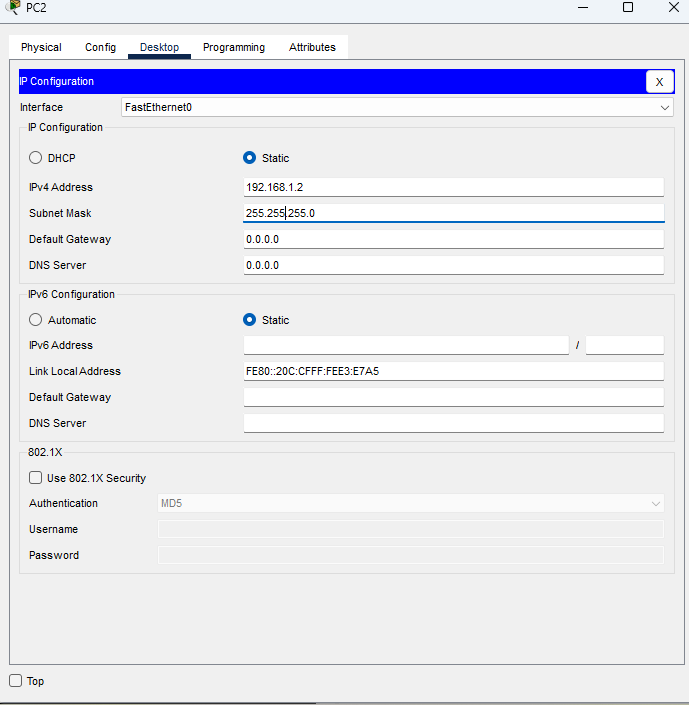 PC2
Physical Config Desktop Programming Attributes
IP Configuration X
Interface FastEthernet0
IP Configuration
DHCP Static
IPv4 Address 192.168.1.2
Subnet Mask 255.255.255.0
Default Gateway 0.0.0.0
DNS Server 0.0.0.0
IPv6 Configuration
Automatic Static
IPv6 Address /
Link Local Address FE80::20C:CFFF:FEE3:E7A5
Default Gateway
DNS Server
802.1X
Use 802.1X Security
Authentication MD5
Username
Password
Top